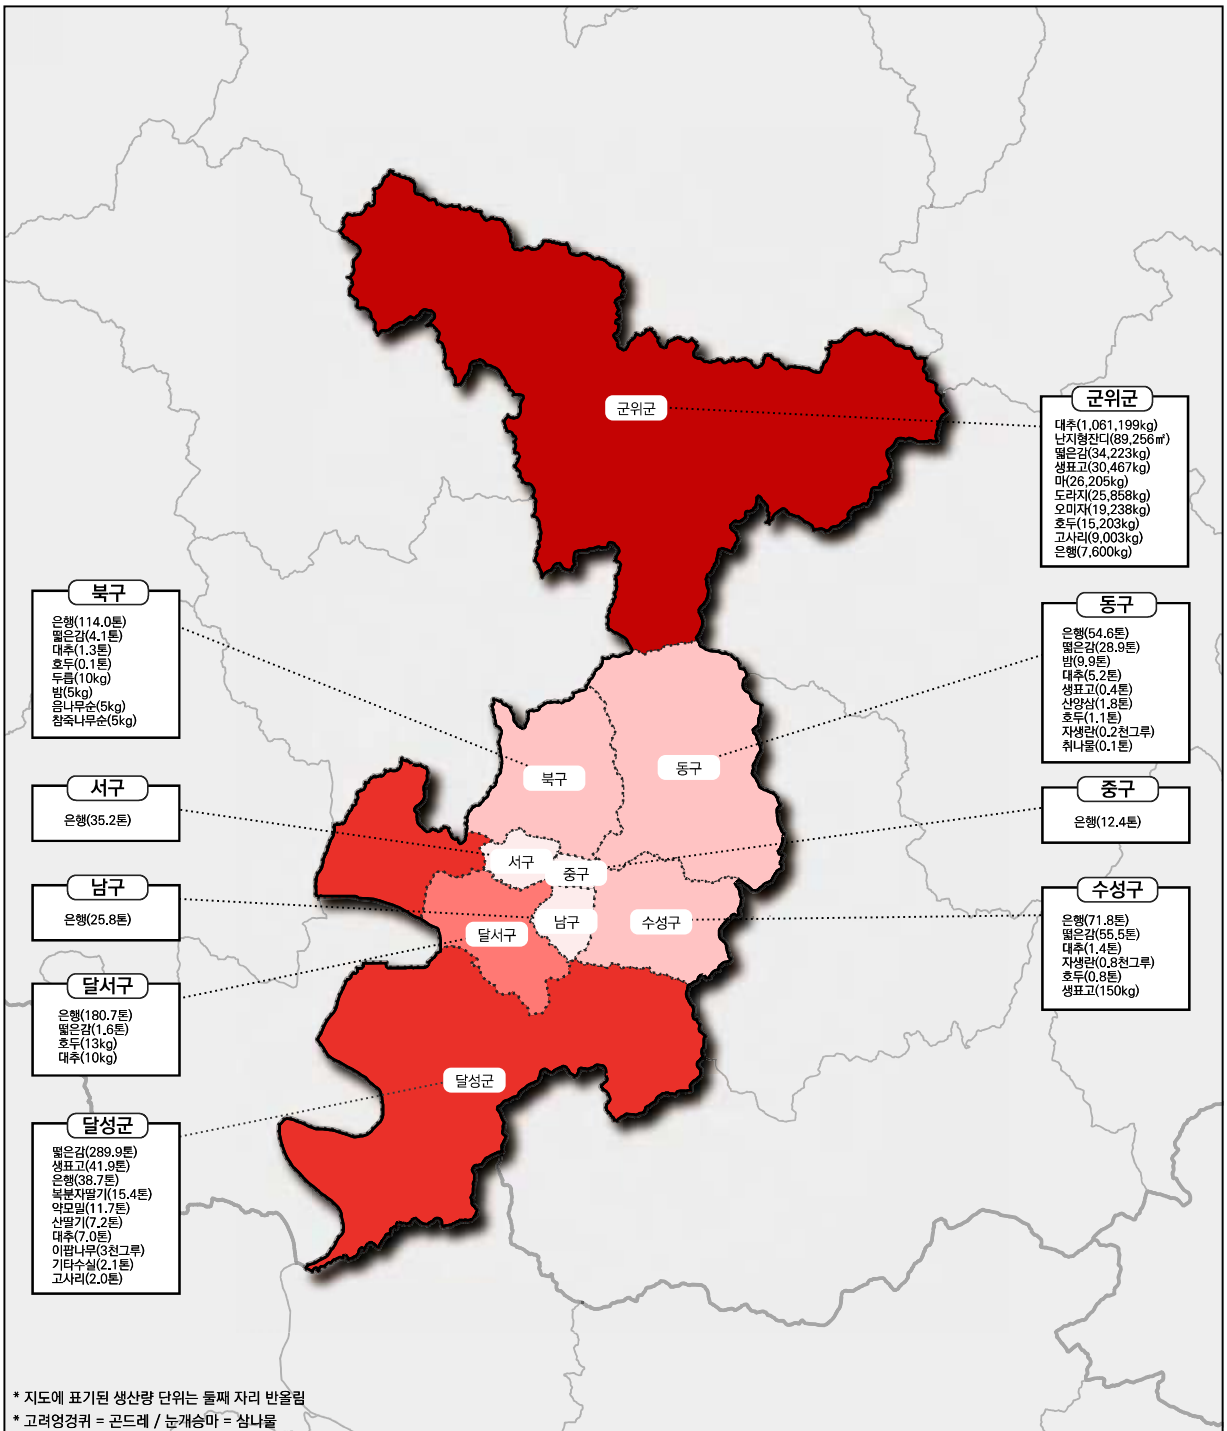 군위군
군위군
대추(1,061,199kg)
난지형잔디(89,256㎡)
떫은감(34,223kg)
생표고(30,467kg)
마(26,205kg)
도라지(25,858kg)
오미자(19,238kg)
호두(15,203kg)
고사리(9,003kg)
은행(7,600kg)
북구
은행(114.0톤)
떫은감(4.1톤)
대추(1.3톤)
호두(0.1톤)
두릅(10kg)
밤(5kg)
음나무순(5kg)
참죽나무순(5kg)
동구
은행(54.6톤)
떫은감(28.9톤)
밤(9.9톤)
대추(5.2톤)
생표고(0.4톤)
산양삼(1.8톤)
호두(1.1톤)
자생란(0.2천그루)
취나물(0.1톤)
북구
동구
서구
은행(35.2톤)
중구
은행(12.4톤)
서구
중구
남구
은행(25.8톤)
남구
수성구
달서구
수성구
은행(71.8톤)
떫은감(55.5톤)
대추(1.4톤)
자생란(0.8천그루)
호두(0.8톤)
생표고(150kg)
달서구
은행(180.7톤)
떫은감(1.6톤)
호두(13kg)
대추(10kg)
달성군
달성군
떫은감(289.9톤)
생표고(41.9톤)
은행(38.7톤)
복분자딸기(15.4톤)
약모밀(11.7톤)
산딸기(7.2톤)
대추(7.0톤)
이팝나무(3천그루)
기타수실(2.1톤)
고사리(2.0톤)
* 지도에 표기된 생산량 단위는 둘째 자리 반올림
* 고려엉겅퀴 = 곤드레 / 눈개승마 = 삼나물